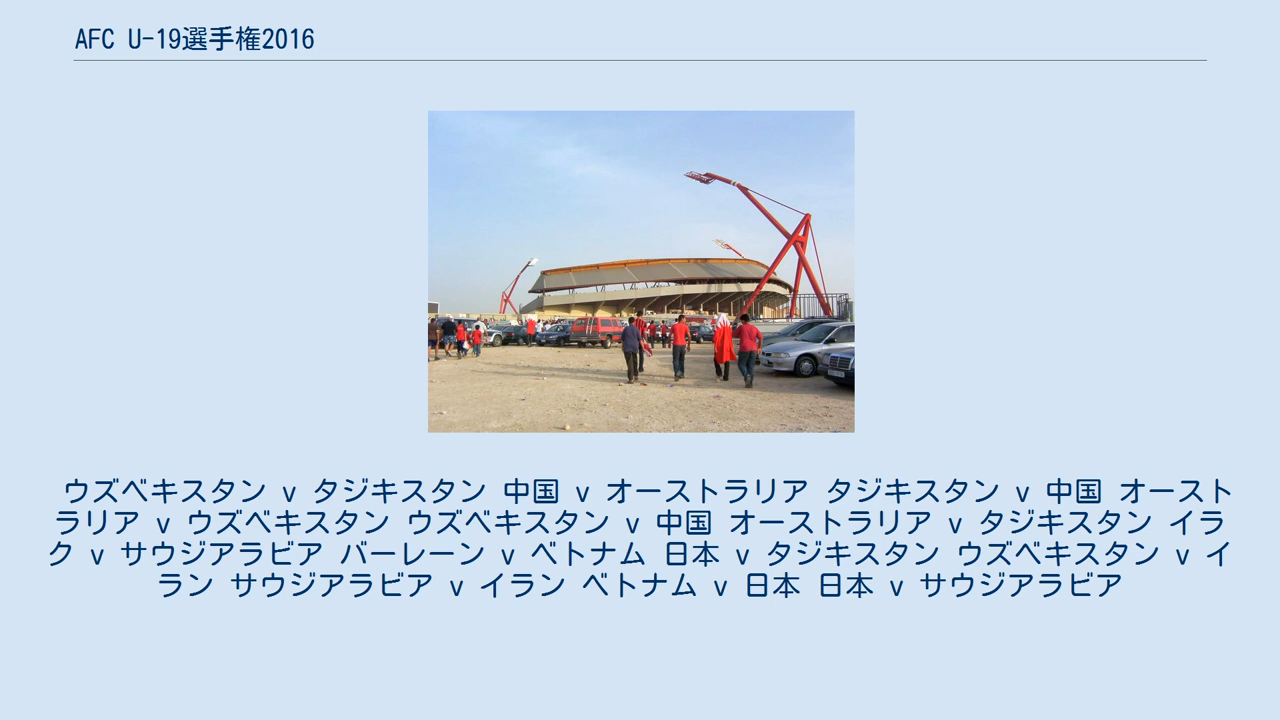 AFC U-19選手権2016
ウズベキスタン v タジキスタン 中国 v オーストラリア タジキスタン v 中国 オースト
ラリア v ウズベキスタン ウズベキスタン v 中国 オーストラリア v タジキスタン イラ
ク v サウジアラビア バーレーン v ベトナム 日本 v タジキスタン ウズベキスタン v イ
ラン サウジアラビア v イラン ベトナム v 日本 日本 v サウジアラビア